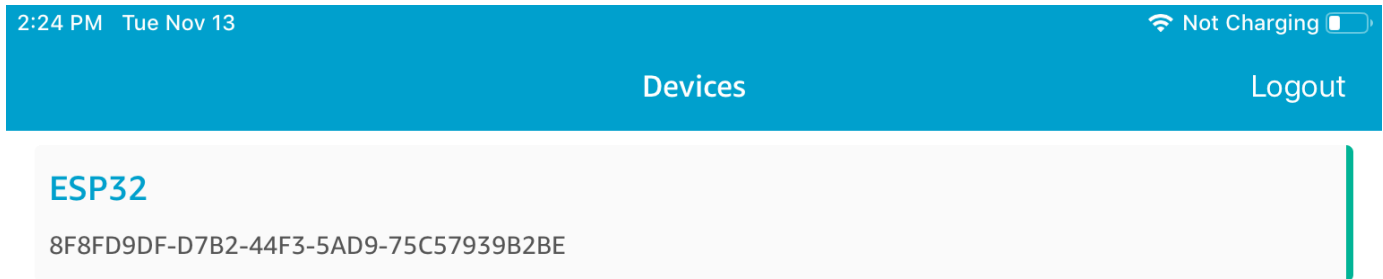 2:24 PM Tue Nov 13 Not Charging
Devices Logout
ESP32
8F8FD9DF-D7B2-44F3-5AD9-75C57939B2BE